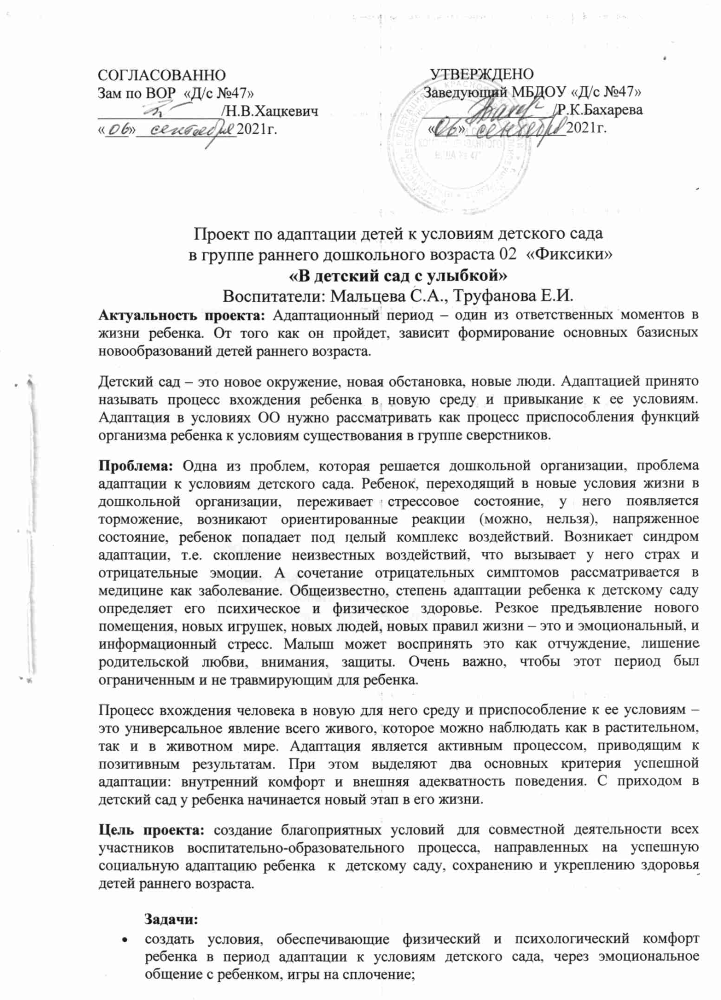 СОГЛАСОВАННО
Зам по ВОР «Д/с №47»
/Н.В.Хацкевич
«06» сентября 2021г.
УТВЕРЖДЕНО
Заведующий МБДОУ «Д/с №47»
/Р.К.Бахарева
«06» сентября 2021г.
Проект по адаптации детей к условиям детского сада
в группе раннего дошкольного возраста 02 «Фиксики»
«В детский сад с улыбкой»
Воспитатели: Мальцева С.А., Труфанова Е.И.
Актуальность проекта: Адаптационный период – один из ответственных моментов в
жизни ребенка. От того как он пройдет, зависит формирование основных базисных
новообразований детей раннего возраста.
Детский сад – это новое окружение, новая обстановка, новые люди. Адаптацией принято
называть процесс вхождения ребенка в новую среду и привыкание к ее условиям.
Адаптация в условиях ОО нужно рассматривать как процесс приспособления функций
организма ребенка к условиям существования в группе сверстников.
Проблема: Одна из проблем, которая решается дошкольной организации, проблема
адаптации к условиям детского сада. Ребенок, переходящий в новые условия жизни в
дошкольной организации, переживает стрессовое состояние, у него появляется
торможение, возникают ориентированные реакции (можно, нельзя), напряженное
состояние, ребенок попадает под целый комплекс воздействий. Возникает синдром
адаптации, т.е. скопление неизвестных воздействий, что вызывает у него страх и
отрицательные эмоции. А сочетание отрицательных симптомов рассматривается в
медицине как заболевание. Общеизвестно, степень адаптации ребенка к детскому саду
определяет его психическое и физическое здоровье. Резкое предъявление нового
помещения, новых игрушек, новых людей, новых правил жизни – это и эмоциональный, и
информационный стресс. Малыш может воспринять это как отчуждение, лишение
родительской любви, внимания, защиты. Очень важно, чтобы этот период был
ограниченным и не травмирующим для ребенка.
Процесс вхождения человека в новую для него среду и приспособление к ее условиям –
это универсальное явление всего живого, которое можно наблюдать как в растительном,
так и в животном мире. Адаптация является активным процессом, приводящим к
позитивным результатам. При этом выделяют два основных критерия успешной
адаптации: внутренний комфорт и внешняя адекватность поведения. С приходом в
детский сад у ребенка начинается новый этап в его жизни.
Цель проекта: создание благоприятных условий для совместной деятельности всех
участников воспитательно-образовательного процесса, направленных на успешную
социальную адаптацию ребенка к детскому саду, сохранению и укреплению здоровья
детей раннего возраста.
Задачи:
• создать условия, обеспечивающие физический и психологический комфорт
ребенка в период адаптации к условиям детского сада, через эмоциональное
общение с ребенком, игры на сплочение;